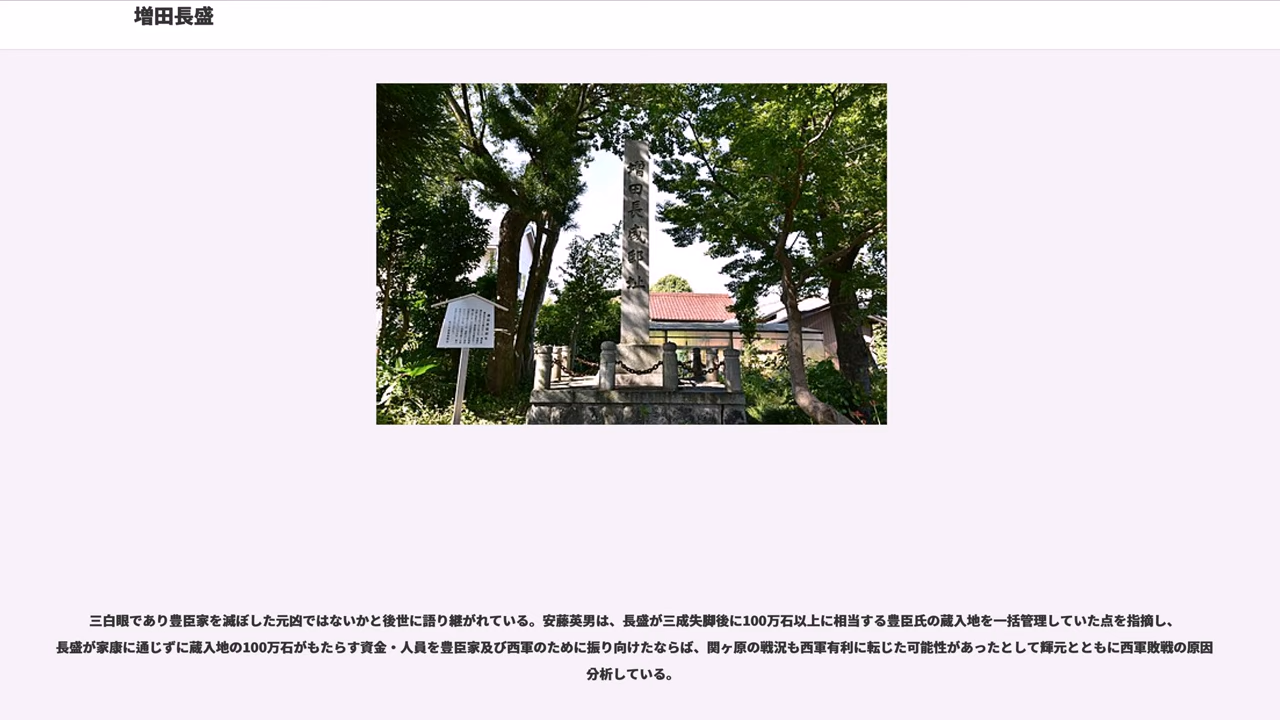 増田長盛
増田長盛邸址
三白眼であり豊臣家を滅ぼした元凶ではないかと後世に語り継がれている。安藤英男は、長盛が三成失脚後に100万石以上に相当する豊臣氏の蔵入地を一括管理していた点を指摘し、
長盛が家康に通じずに蔵入地の100万石がもたらす資金・人員を豊臣家及び西軍のために振り向けたならば、関ヶ原の戦況も西軍有利に転じた可能性があったとして輝元とともに西軍敗戦の原因
分析している。